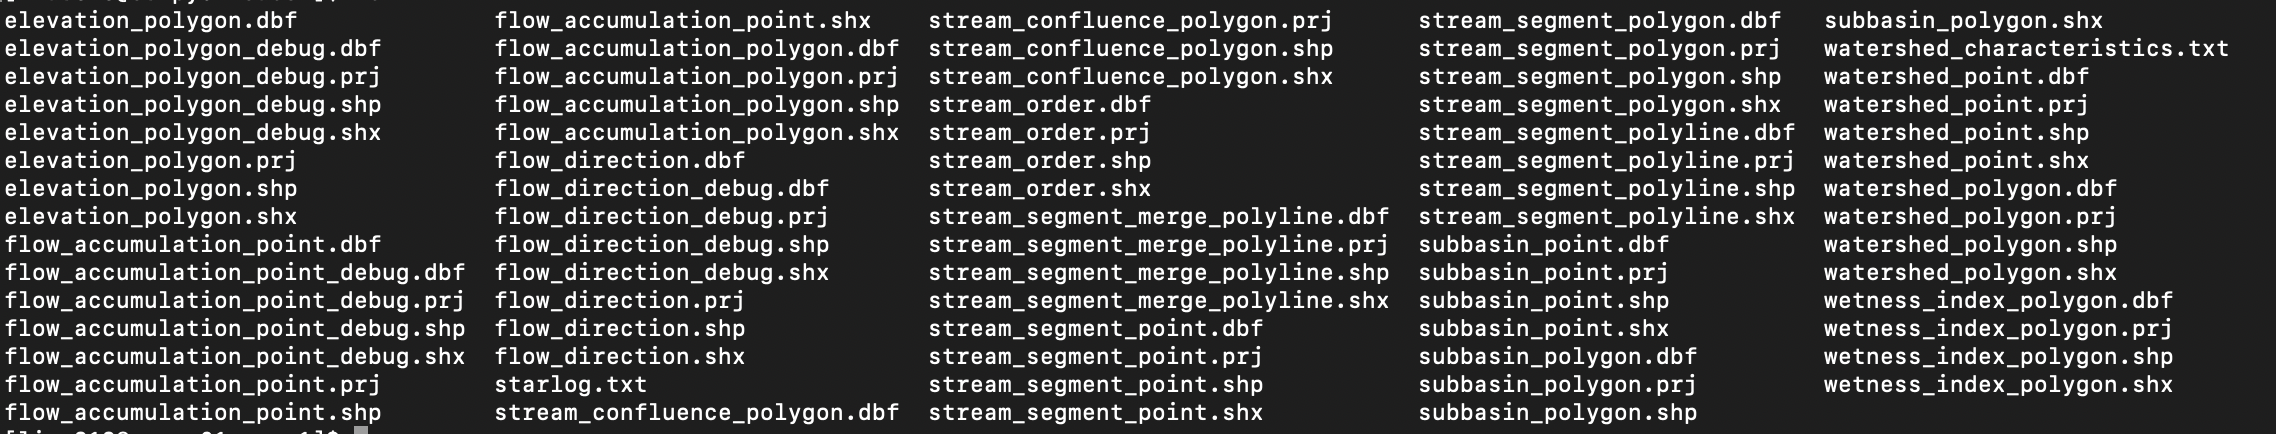 elevation_polygon.dbf flow_accumulation_point.shx stream_confluence_polygon.prj stream_segment_polygon.dbf subbasin_polygon.shx
elevation_polygon_debug.dbf flow_accumulation_polygon.dbf stream_confluence_polygon.shp stream_segment_polygon.prj watershed_characteristics.txt
elevation_polygon_debug.prj flow_accumulation_polygon.prj stream_confluence_polygon.shx stream_segment_polygon.shp watershed_point.dbf
elevation_polygon_debug.shp flow_accumulation_polygon.shp stream_order.dbf stream_segment_polygon.shx watershed_point.prj
elevation_polygon_debug.shx flow_accumulation_polygon.shx stream_order.prj stream_segment_polyline.dbf watershed_point.shp
elevation_polygon.prj flow_direction.dbf stream_order.shp stream_segment_polyline.prj watershed_point.shx
elevation_polygon.shp flow_direction_debug.dbf stream_order.shx stream_segment_polyline.shp watershed_polygon.dbf
elevation_polygon.shx flow_direction_debug.prj stream_segment_merge_polyline.dbf stream_segment_polyline.shx watershed_polygon.prj
flow_accumulation_point.dbf flow_direction_debug.shp stream_segment_merge_polyline.prj subbasin_point.dbf watershed_polygon.shp
flow_accumulation_point_debug.dbf flow_direction_debug.shx stream_segment_merge_polyline.shp subbasin_point.prj watershed_polygon.shx
flow_accumulation_point_debug.prj flow_direction.prj stream_segment_merge_polyline.shx subbasin_point.shp wetness_index_polygon.dbf
flow_accumulation_point_debug.shp flow_direction.shp stream_segment_point.dbf subbasin_point.shx wetness_index_polygon.prj
flow_accumulation_point_debug.shx flow_direction.shx stream_segment_point.prj subbasin_polygon.dbf wetness_index_polygon.shp
flow_accumulation_point.prj starlog.txt stream_segment_point.shp subbasin_polygon.prj wetness_index_polygon.shx
flow_accumulation_point.shp stream_confluence_polygon.dbf stream_segment_point.shx subbasin_polygon.shp